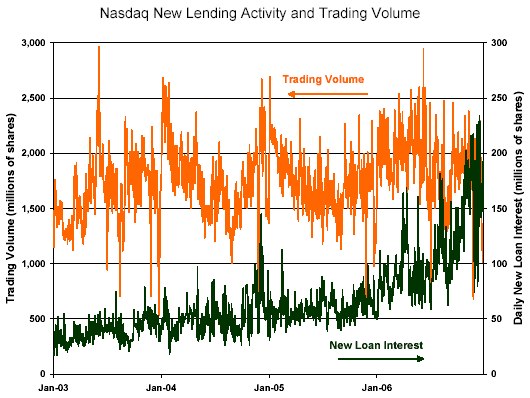 Nasdaq New Lending Activity and Trading Volume
Trading Volume (millions of shares)
3,000
2,500
2,000
1,500
1,000
500
0
Trading Volume
New Loan Interest
300
250
200
150
100
50
0
Daily New Loan Interest (millions of shares)
Jan-03
Jan-04
Jan-05
Jan-06